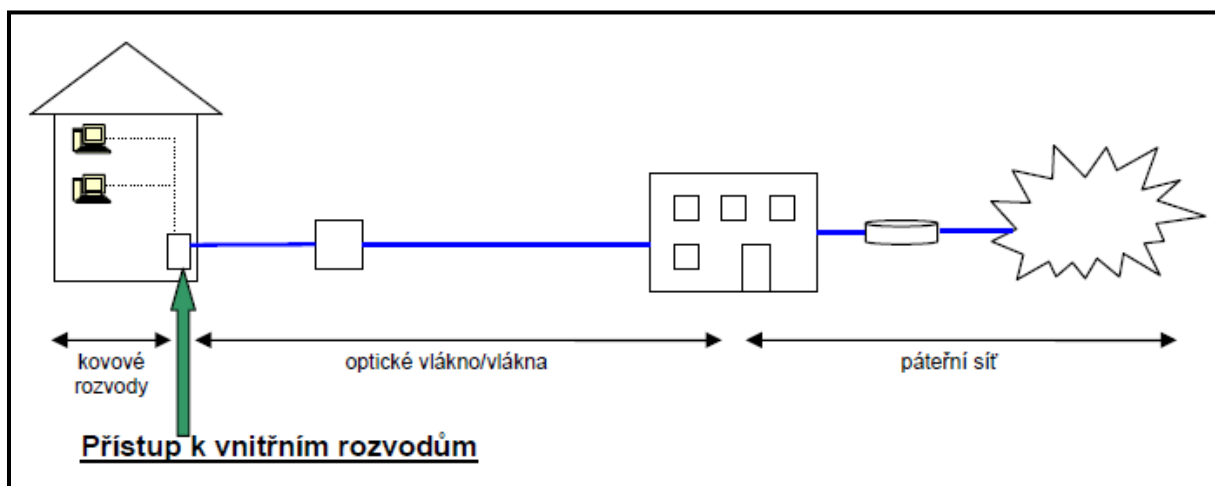 kovové
rozvody
optické vlákno/vlákna
páteřní síť
Přístup k vnitřním rozvodům